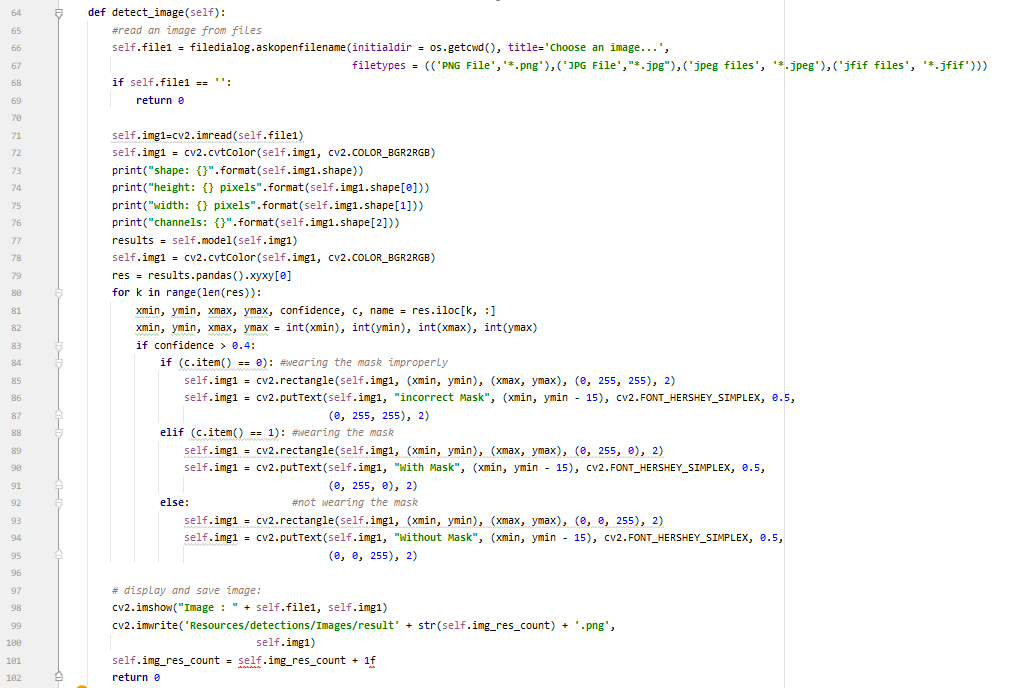 64 def detect_image(self):
65 #read an image from files
66 self.file1 = filedialog.askopenfilename(initialdir = os.getcwd(), title='Choose an image...',
67 filetypes = (('PNG File','*.png'),('JPG File',"*.jpg"),('jpeg files', '*.jpeg'),('jfif files', '*.jfif')))
68 if self.file1 == '':
69 return 0
70
71 self.img1=cv2.imread(self.file1)
72 self.img1 = cv2.cvtColor(self.img1, cv2.COLOR_BGR2RGB)
73 print("shape: {}".format(self.img1.shape))
74 print("height: {} pixels".format(self.img1.shape[0]))
75 print("width: {} pixels".format(self.img1.shape[1]))
76 print("channels: {}".format(self.img1.shape[2]))
77 results = self.model(self.img1)
78 self.img1 = cv2.cvtColor(self.img1, cv2.COLOR_BGR2RGB)
79 res = results.pandas().xyxy[0]
80 for k in range(len(res)):
81 xmin, ymin, xmax, ymax, confidence, c, name = res.iloc[k, :]
82 xmin, ymin, xmax, ymax = int(xmin), int(ymin), int(xmax), int(ymax)
83 if confidence > 0.4:
84 if (c.item() == 0): #wearing the mask improperly
85 self.img1 = cv2.rectangle(self.img1, (xmin, ymin), (xmax, ymax), (0, 255, 255), 2)
86 self.img1 = cv2.putText(self.img1, "incorrect Mask", (xmin, ymin - 15), cv2.FONT_HERSHEY_SIMPLEX, 0.5,
87 (0, 255, 255), 2)
88 elif (c.item() == 1): #wearing the mask
89 self.img1 = cv2.rectangle(self.img1, (xmin, ymin), (xmax, ymax), (0, 255, 0), 2)
90 self.img1 = cv2.putText(self.img1, "With Mask", (xmin, ymin - 15), cv2.FONT_HERSHEY_SIMPLEX, 0.5,
91 (0, 255, 0), 2)
92 else: #not wearing the mask
93 self.img1 = cv2.rectangle(self.img1, (xmin, ymin), (xmax, ymax), (0, 0, 255), 2)
94 self.img1 = cv2.putText(self.img1, "Without Mask", (xmin, ymin - 15), cv2.FONT_HERSHEY_SIMPLEX, 0.5,
95 (0, 0, 255), 2)
96
97 # display and save image:
98 cv2.imshow("Image : " + self.file1, self.img1)
99 cv2.imwrite('Resources/detections/Images/result' + str(self.img_res_count) + '.png',
100 self.img1)
101 self.img_res_count = self.img_res_count + 1f
102 return 0